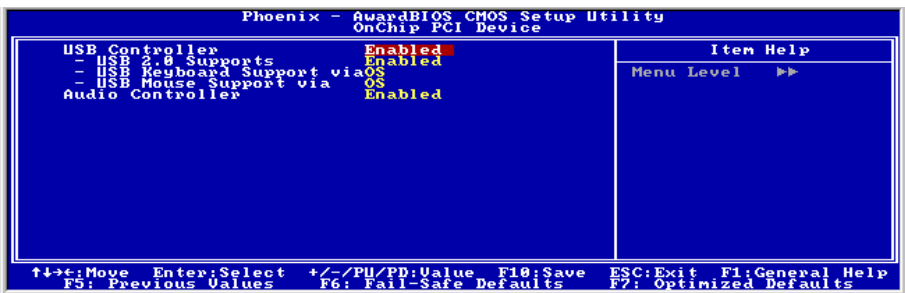 Phoenix - AwardBIOS CMOS Setup Utility
OnChip PCI Device
USB Controller Enabled
- USB 2.0 Supports Enabled
- USB Keyboard Support via OS
- USB Mouse Support via OS
Audio Controller Enabled
Item Help
Menu Level ▶▶
↑↓→←:Move Enter:Select +/-/PU/PD:Value F10:Save ESC:Exit F1:General Help
F5: Previous Values F6: Fail-Safe Defaults F7: Optimized Defaults